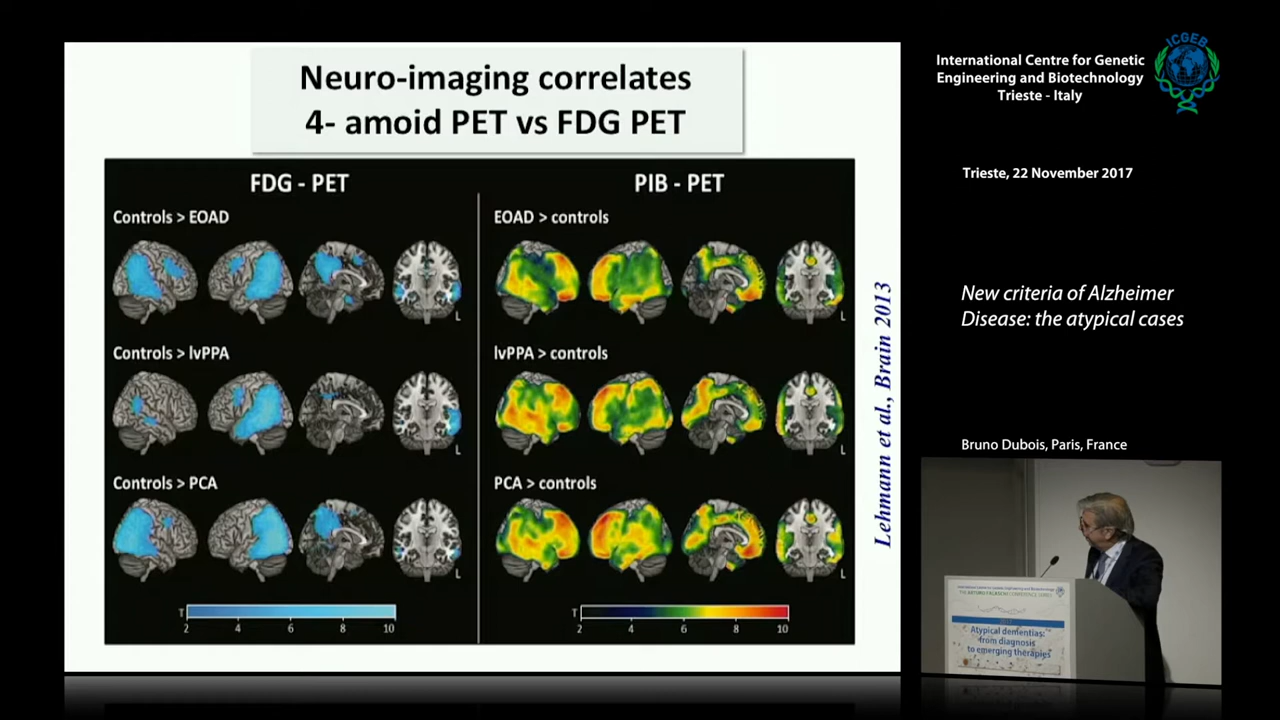 Neuro-imaging correlates
4- amoid PET vs FDG PET
FDG - PET
Controls > EOAD
L
Controls > lvPPA
L
Controls > PCA
L
T
2 4 6 8 10
PIB - PET
EOAD > controls
L
lvPPA > controls
L
PCA > controls
L
T
2 4 6 8 10
Lehmann et al., Brain 2013
ICGEB
International Centre for Genetic
Engineering and Biotechnology
Trieste - Italy
Trieste, 22 November 2017
New criteria of Alzheimer
Disease: the atypical cases
Bruno Dubois, Paris, France
Atypical dementias:
from diagnosis
to emerging therapies